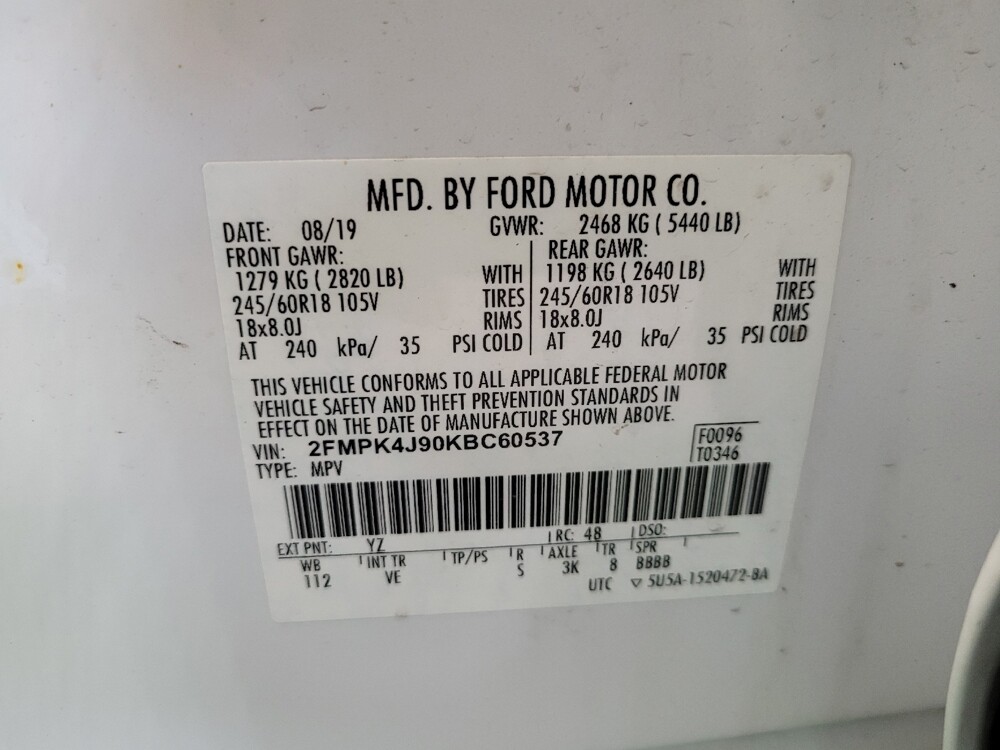 MFD. BY FORD MOTOR CO.
DATE: 08/19 GVWR: 2468 KG ( 5440 LB)
FRONT GAWR: REAR GAWR:
1279 KG ( 2820 LB) WITH 1198 KG ( 2640 LB) WITH
245/60R18 105V TIRES 245/60R18 105V TIRES
18x8.0J RIMS 18x8.0J RIMS
AT 240 kPa/ 35 PSI COLD AT 240 kPa/ 35 PSI COLD
THIS VEHICLE CONFORMS TO ALL APPLICABLE FEDERAL MOTOR
VEHICLE SAFETY AND THEFT PREVENTION STANDARDS IN
EFFECT ON THE DATE OF MANUFACTURE SHOWN ABOVE.
VIN: 2FMPK4J90KBC60537 F0096
TYPE: MPV T0346
EXT PNT: YZ RC: 48 DSO:
WB INT TR TP/PS R AXLE TR SPR
112 VE S 3K 8 BBBB
UTC ▽ 5U5A-1520472-BA